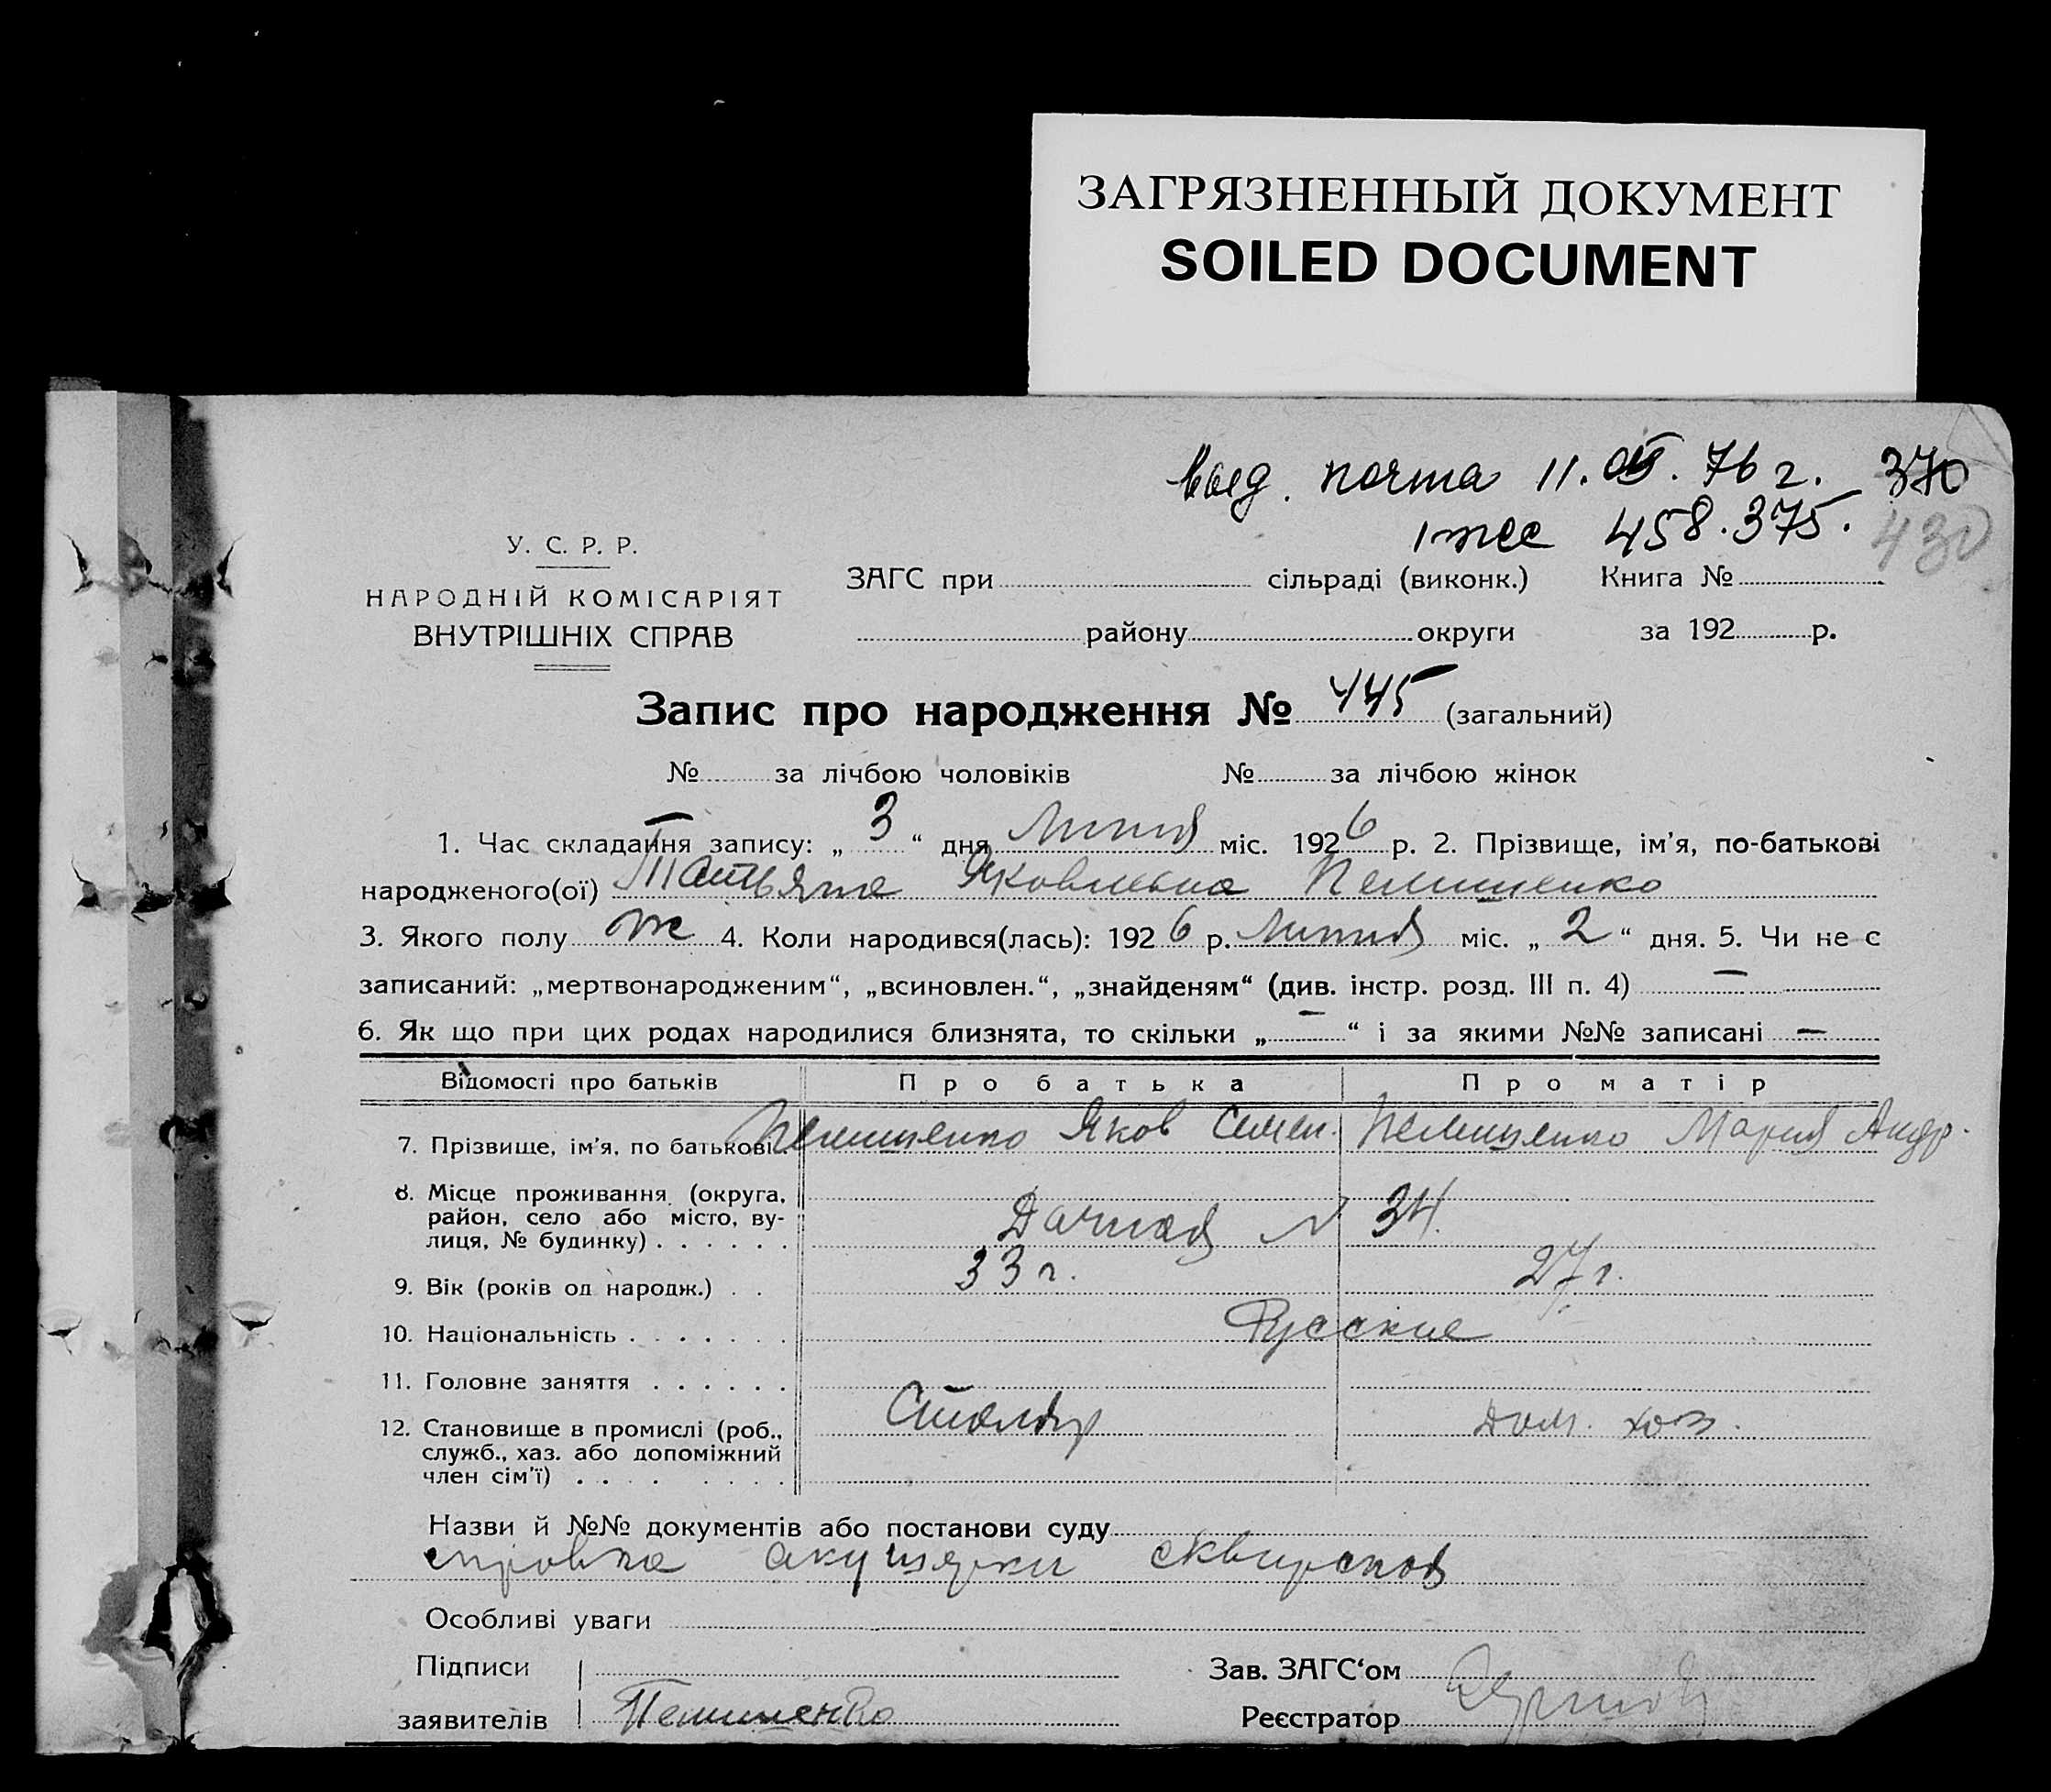 ЗАГРЯЗНЕННЫЙ ДОКУМЕНТ
SOILED DOCUMENT
почта 11. 76 г. 370
458.375. 430
У. С. Р. Р.
НАРОДНІЙ КОМІСАРІЯТ
ВНУТРІШНІХ СПРАВ
ЗАГС при сільраді (виконк.) Книга №
району округи за 192 р.
Запис про народження № 445 (загальний)
№ за лічбою чоловіків № за лічбою жінок
1. Час складання запису: „ 3 “ дня Липня міс. 1926 р. 2. Прізвище, ім’я, по-батькові
народженого(ої) Татьяна Яковлевна
3. Якого полу ж 4. Коли народився(лась): 1926 р. Липня міс. „ 2 “ дня. 5. Чи не є
записаний: „мертвонародженим“, „всиновлен.“, „знайденям“ (див. інстр. розд. III п. 4) —
6. Як що при цих родах народилися близнята, то скільки „ — “ і за якими №№ записані —
Відомості про батьків Про батька Про матір
7. Прізвище, ім’я, по батькові Яков Семен. Мария Андр.
8. Місце проживання (округа,
район, село або місто, ву-
лиця, № будинку) . . . . . . Дачная № 34.
9. Вік (років од народж.) . . 33 г. 27 г.
10. Національність . . . . . . . Русские
11. Головне заняття . . . . . .
12. Становище в промислі (роб., Столяр Дом. хоз.
служб., хаз. або допоміжний
член сім’ї) . . . . . . . .
Назви й №№ документів або постанови суду
справка акушерки
Особливі уваги
Підписи Зав. ЗАГС‘ом
заявителів Реєстратор